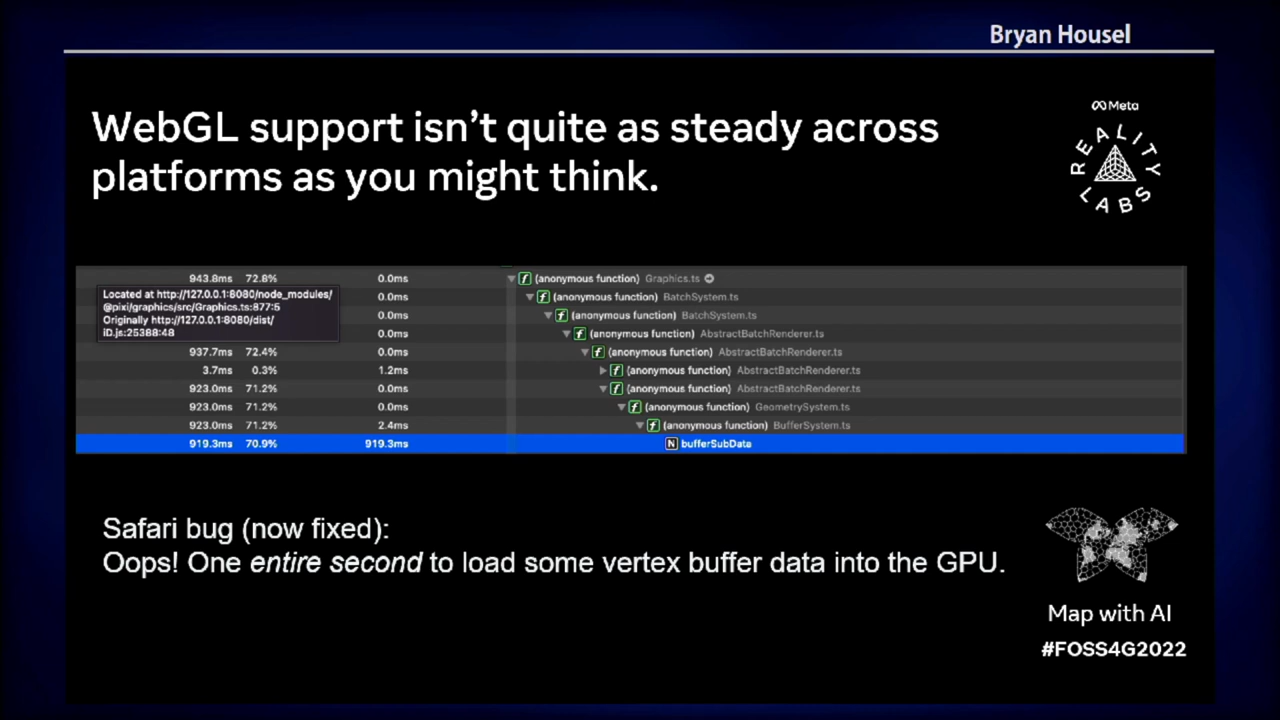 Bryan Housel
WebGL support isn't quite as steady across
platforms as you might think.
Meta
REALITY LABS
943.8ms 72.8% 0.0ms (anonymous function) Graphics.ts
Located at http://127.0.0.1:8080/node_modules/
@pixi/graphics/src/Graphics.ts:877:5
Originally http://127.0.0.1:8080/dist/
iD.js:25388:48
0.0ms (anonymous function) BatchSystem.ts
0.0ms (anonymous function) BatchSystem.ts
0.0ms (anonymous function) AbstractBatchRenderer.ts
937.7ms 72.4% 0.0ms (anonymous function) AbstractBatchRenderer.ts
3.7ms 0.3% 1.2ms (anonymous function) AbstractBatchRenderer.ts
923.0ms 71.2% 0.0ms (anonymous function) AbstractBatchRenderer.ts
923.0ms 71.2% 0.0ms (anonymous function) GeometrySystem.ts
923.0ms 71.2% 2.4ms (anonymous function) BufferSystem.ts
919.3ms 70.9% 919.3ms N bufferSubData
Safari bug (now fixed):
Oops! One entire second to load some vertex buffer data into the GPU.
Map with AI
#FOSS4G2022